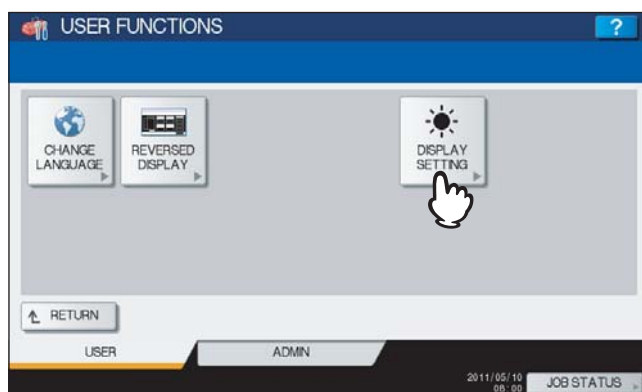 USER FUNCTIONS
?
CHANGE
LANGUAGE
REVERSED
DISPLAY
DISPLAY
SETTING
RETURN
USER
ADMIN
2011/05/10
08:00
JOB STATUS